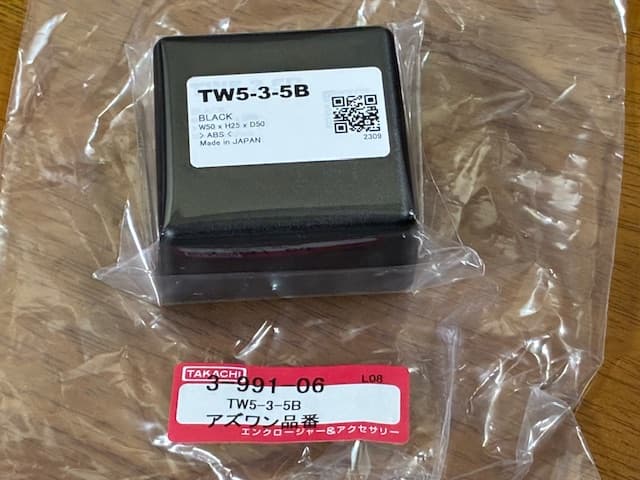 TW5-3-5B
BLACK
W50 x H25 x D50
> ABS <
Made in JAPAN
2309
TAKACHI
3-991-06 L08
TW5-3-5B
アズワン品番
エンクロージャー&アクセサリー